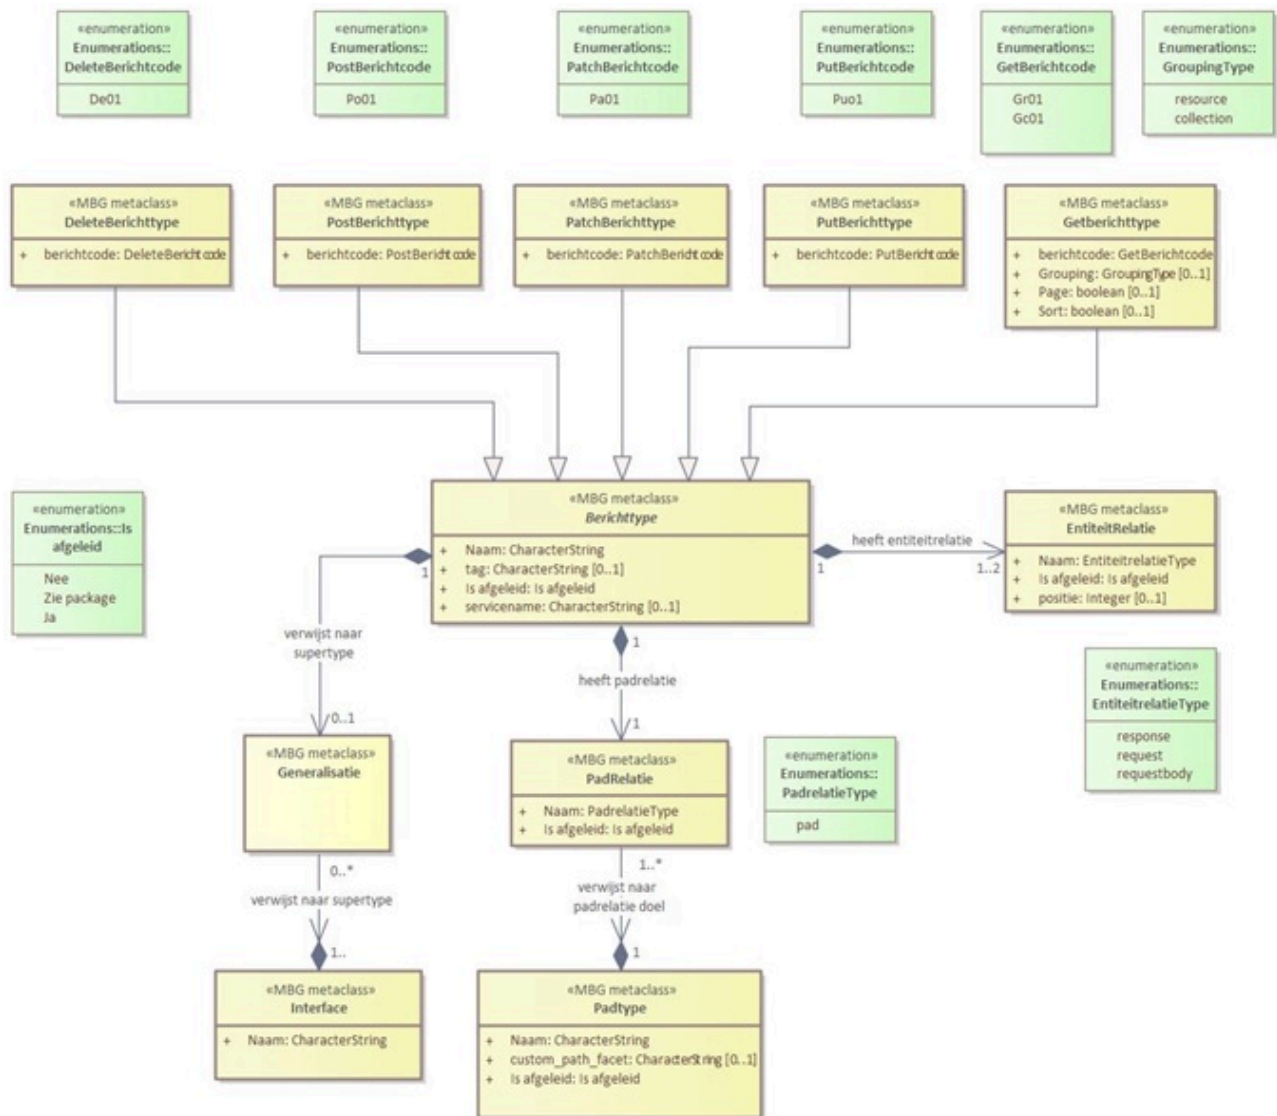 «enumeration»
Enumerations::
DeleteBerichtcode
De01
«enumeration»
Enumerations::
PostBerichtcode
Po01
«enumeration»
Enumerations::
PatchBerichtcode
Pa01
«enumeration»
Enumerations::
PutBerichtcode
Puo1
«enumeration»
Enumerations::
GetBerichtcode
Gr01
Gc01
«enumeration»
Enumerations::
GroupingType
resource
collection
«MBG metaclass»
DeleteBerichttype
+ berichtcode: DeleteBericht code
«MBG metaclass»
PostBerichttype
+ berichtcode: PostBericht code
«MBG metaclass»
PatchBerichttype
+ berichtcode: PatchBericht code
«MBG metaclass»
PutBerichttype
+ berichtcode: PutBericht code
«MBG metaclass»
Getberichttype
+ berichtcode: GetBerichtcode
+ Grouping: GroupingType [0..1]
+ Page: boolean [0..1]
+ Sort: boolean [0..1]
«enumeration»
Enumerations::Is
afgeleid
Nee
Zie package
Ja
«MBG metaclass»
Berichttype
+ Naam: CharacterString
+ tag: CharacterString [0..1]
+ Is afgeleid: Is afgeleid
+ servicename: CharacterString [0..1]
1
1
heeft entiteitrelatie
1..2
«MBG metaclass»
EntiteitRelatie
+ Naam: EntiteitrelatieType
+ Is afgeleid: Is afgeleid
+ positie: Integer [0..1]
verwijst naar
supertype
0..1
1
heeft padrelatie
1
«enumeration»
Enumerations::
EntiteitrelatieType
response
request
requestbody
«MBG metaclass»
Generalisatie
«MBG metaclass»
PadRelatie
+ Naam: PadrelatieType
+ Is afgeleid: Is afgeleid
«enumeration»
Enumerations::
PadrelatieType
pad
0..*
verwijst naar supertype
1..
1..*
verwijst naar
padrelatie doel
1
«MBG metaclass»
Interface
+ Naam: CharacterString
«MBG metaclass»
Padtype
+ Naam: CharacterString
+ custom_path_facet: CharacterString [0..1]
+ Is afgeleid: Is afgeleid